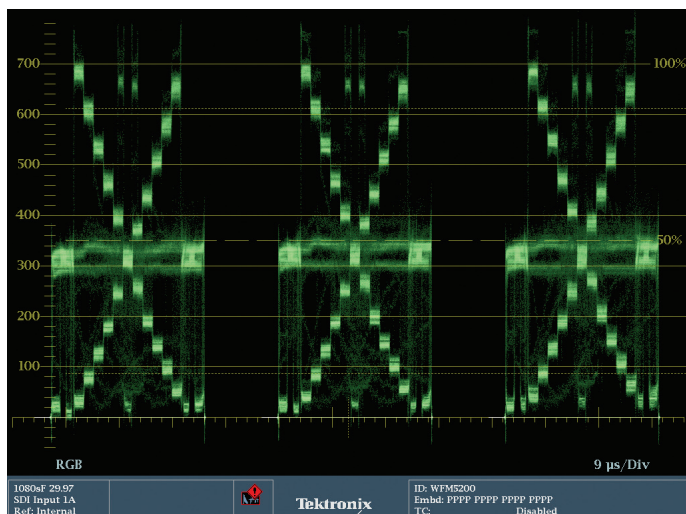 700
100%
600
500
400
50%
300
200
100
RGB
9 µs/Div
1080sF 29.97
SDI Input 1A
Ref: Internal
Tektronix
ID: WFM5200
Embd: PPPP PPPP PPPP PPPP
TC: Disabled